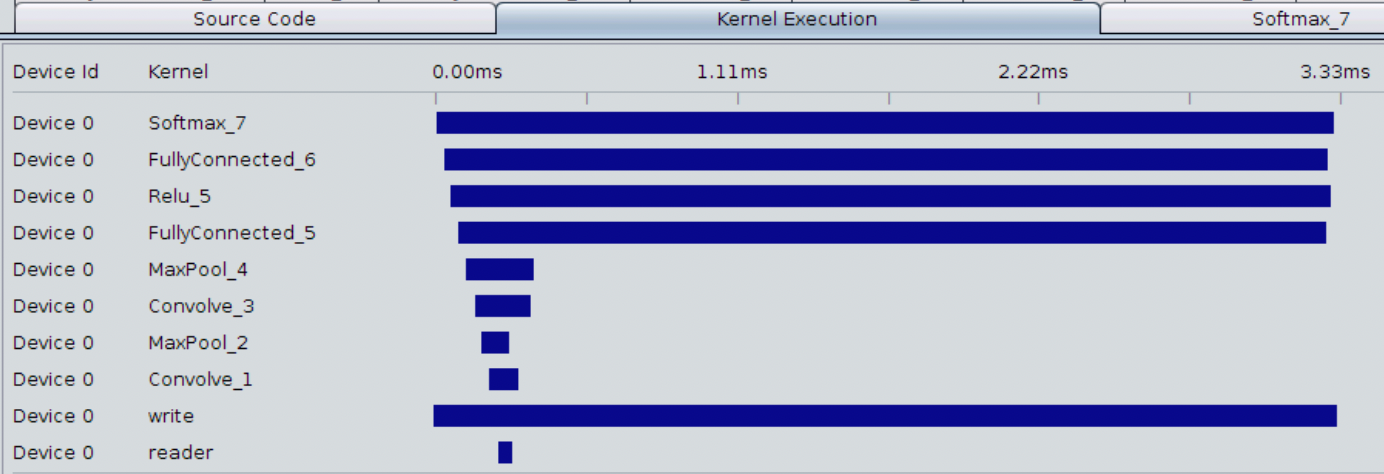 Source Code Kernel Execution Softmax_7
Device Id Kernel 0.00ms 1.11ms 2.22ms 3.33ms
Device 0 Softmax_7
Device 0 FullyConnected_6
Device 0 Relu_5
Device 0 FullyConnected_5
Device 0 MaxPool_4
Device 0 Convolve_3
Device 0 MaxPool_2
Device 0 Convolve_1
Device 0 write
Device 0 reader